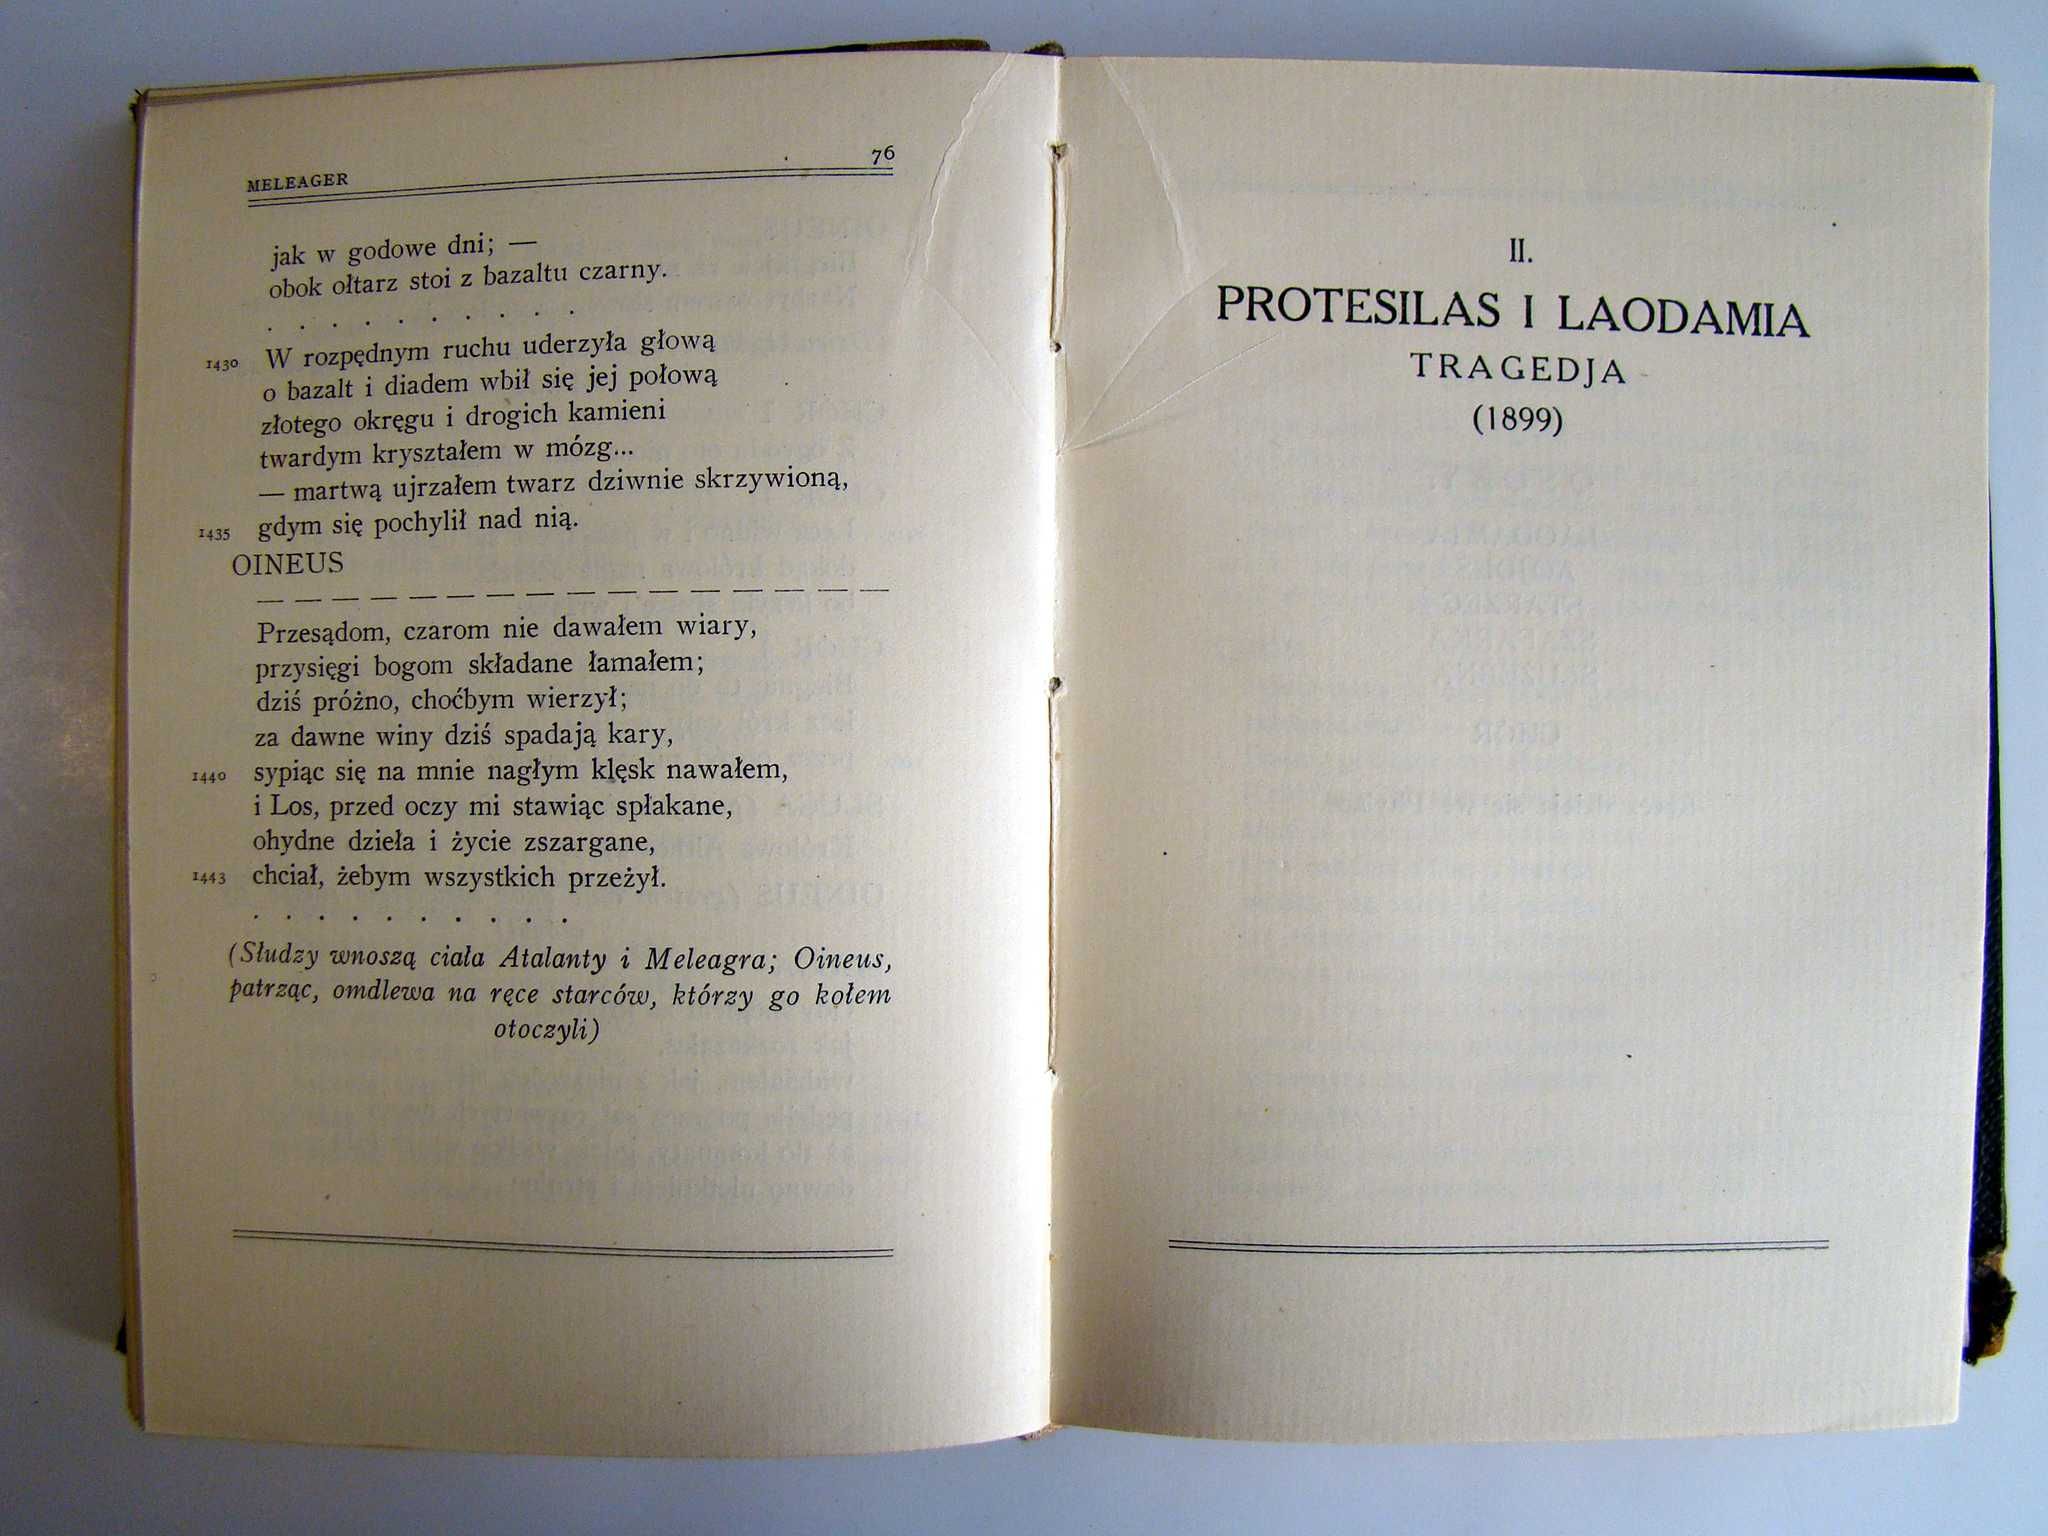 MELEAGER 76
jak w godowe dni; —
obok ołtarz stoi z bazaltu czarny.
. . . . . . . . . .
1430 W rozpędnym ruchu uderzyła głową
o bazalt i diadem wbił się jej połową
złotego okręgu i drogich kamieni
twardym kryształem w mózg...
— martwą ujrzałem twarz dziwnie skrzywioną,
1435 gdym się pochylił nad nią.
OINEUS
— — — — — — — — — — — — — — — — —
Przesądom, czarom nie dawałem wiary,
przysięgi bogom składane łamałem;
dziś próżno, choćbym wierzył;
za dawne winy dziś spadają kary,
1440 sypiąc się na mnie nagłym klęsk nawałem,
i Los, przed oczy mi stawiąc spłakane,
ohydne dzieła i życie zszargane,
1443 chciał, żebym wszystkich przeżył.
. . . . . . . . . .
(Słudzy wnoszą ciała Atalanty i Meleagra; Oineus,
patrząc, omdlewa na ręce starców, którzy go kołem
otoczyli)
II.
PROTESILAS I LAODAMIA
TRAGEDJA
(1899)